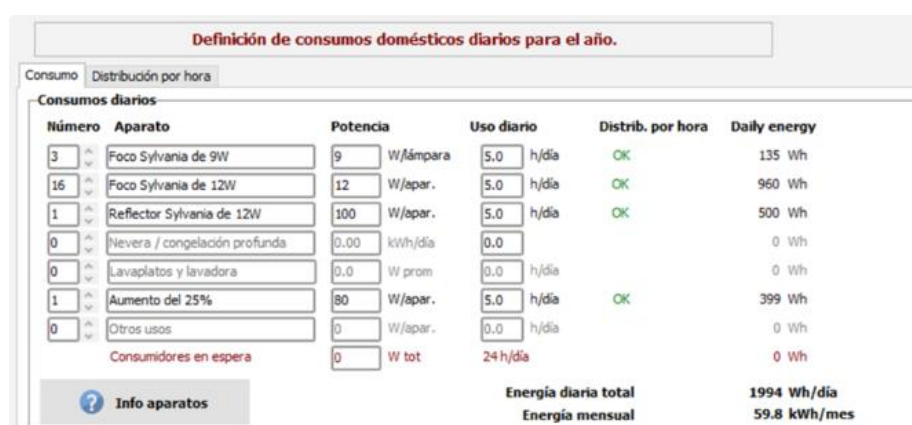 Definición de consumos domésticos diarios para el año.
Consumo Distribución por hora
Consumos diarios
Número Aparato Potencia Uso diario Distrib. por hora Daily energy
3 Foco Sylvania de 9W 9 W/lámpara 5.0 h/día OK 135 Wh
16 Foco Sylvania de 12W 12 W/apar. 5.0 h/día OK 960 Wh
1 Reflector Sylvania de 12W 100 W/apar. 5.0 h/día OK 500 Wh
0 Nevera / congelación profunda 0.00 kWh/día 0.0 0 Wh
0 Lavaplatos y lavadora 0.0 W prom 0.0 h/día 0 Wh
1 Aumento del 25% 80 W/apar. 5.0 h/día OK 399 Wh
0 Otros usos 0 W/apar. 0.0 h/día 0 Wh
Consumidores en espera 0 W tot 24 h/día 0 Wh
? Info aparatos
Energía diaria total 1994 Wh/día
Energía mensual 59.8 kWh/mes